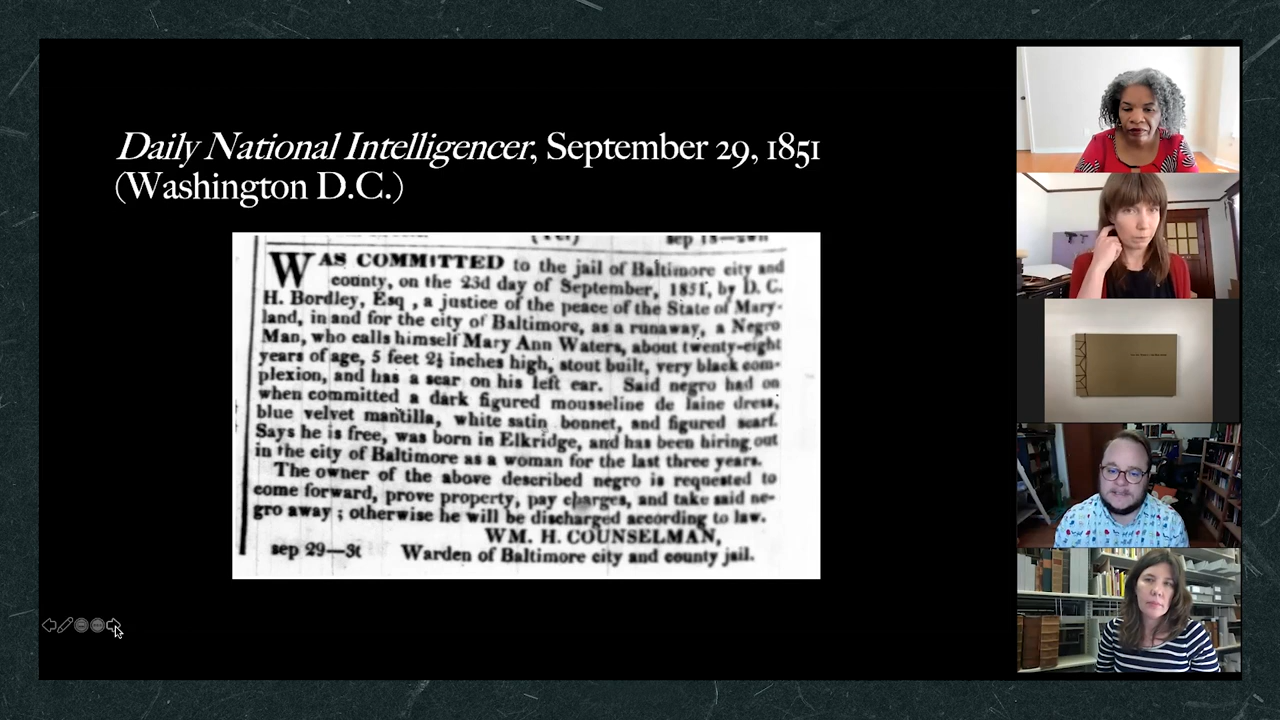 Daily National Intelligencer, September 29, 1851
(Washington D.C.)
WAS COMMITTED to the jail of Baltimore city and
county, on the 23d day of September, 1851, by D. C.
H. Bordley, Esq , a justice of the peace of the State of Mary-
land, in and for the city of Baltimore, as a runaway, a Negro
Man, who calls himself Mary Ann Waters, about twenty-eight
years of age, 5 feet 2½ inches high, stout built, very black com-
plexion, and has a scar on his left ear. Said negro had on
when committed a dark figured mousseline de laine dress,
blue velvet mantilla, white satin bonnet, and figured scarf.
Says he is free, was born in Elkridge, and has been hiring out
in the city of Baltimore as a woman for the last three years.
The owner of the above described negro is requested to
come forward, prove property, pay charges, and take said ne-
gro away ; otherwise he will be discharged according to law.
WM. H. COUNSELMAN,
sep 29—3t Warden of Baltimore city and county jail.